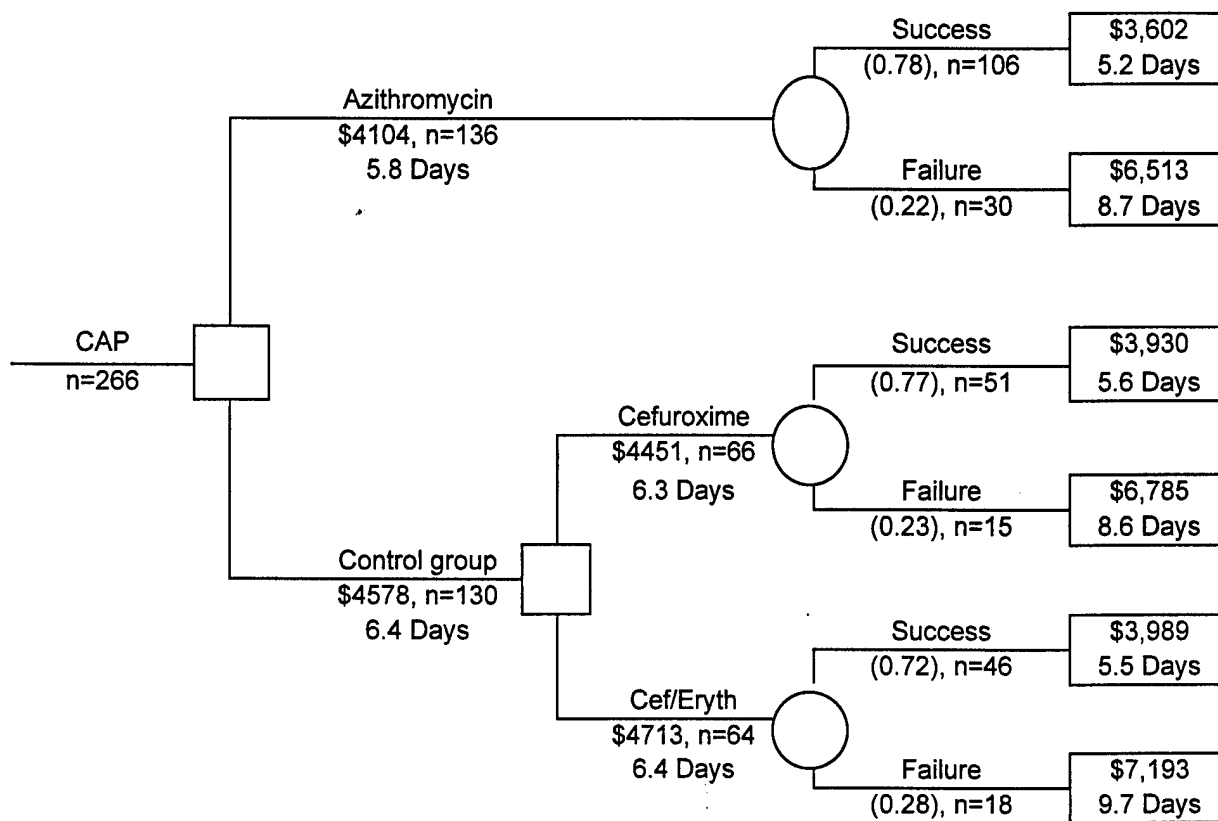 Success
(0.78), n=106
$3,602
5.2 Days
Azithromycin
$4104, n=136
5.8 Days
Failure
(0.22), n=30
$6,513
8.7 Days
CAP
n=266
Success
(0.77), n=51
$3,930
5.6 Days
Cefuroxime
$4451, n=66
6.3 Days
Failure
(0.23), n=15
$6,785
8.6 Days
Control group
$4578, n=130
6.4 Days
Success
(0.72), n=46
$3,989
5.5 Days
Cef/Eryth
$4713, n=64
6.4 Days
Failure
(0.28), n=18
$7,193
9.7 Days